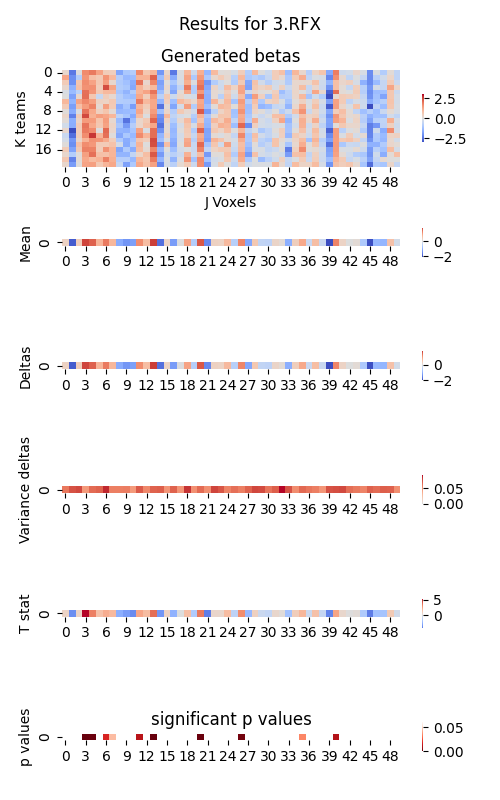 Results for 3.RFX
Generated betas
K teams
0
4
8
12
16
0 3 6 9 12 15 18 21 24 27 30 33 36 39 42 45 48
J Voxels
2.5
0.0
−2.5
Mean
0
0 3 6 9 12 15 18 21 24 27 30 33 36 39 42 45 48
0
−2
Deltas
0
0 3 6 9 12 15 18 21 24 27 30 33 36 39 42 45 48
0
−2
Variance deltas
0
0 3 6 9 12 15 18 21 24 27 30 33 36 39 42 45 48
0.05
0.00
T stat
0
0 3 6 9 12 15 18 21 24 27 30 33 36 39 42 45 48
5
0
significant p values
p values
0
0 3 6 9 12 15 18 21 24 27 30 33 36 39 42 45 48
0.05
0.00